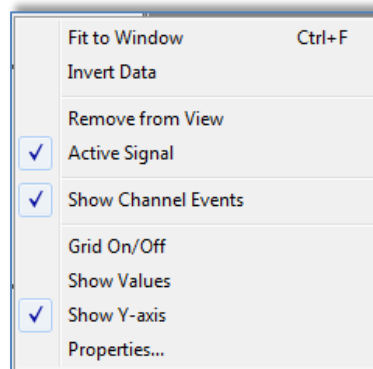 Fit to Window Ctrl+F
Invert Data
Remove from View
Active Signal
Show Channel Events
Grid On/Off
Show Values
Show Y-axis
Properties...